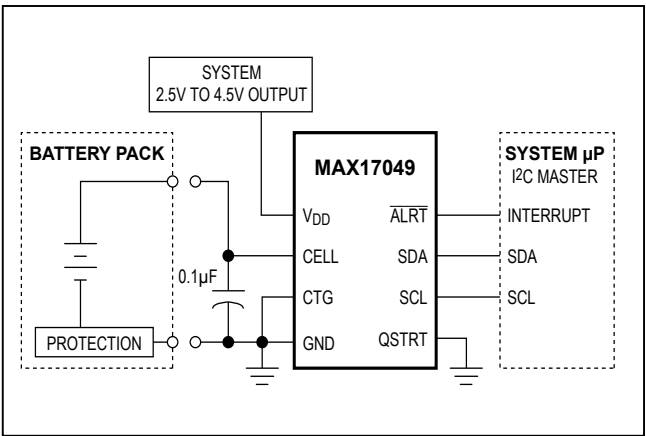 SYSTEM
2.5V TO 4.5V OUTPUT
BATTERY PACK
MAX17049
SYSTEM µP
I2C MASTER
VDD
ALRT
INTERRUPT
CELL
SDA
SDA
0.1µF
CTG
SCL
SCL
PROTECTION
GND
QSTRT